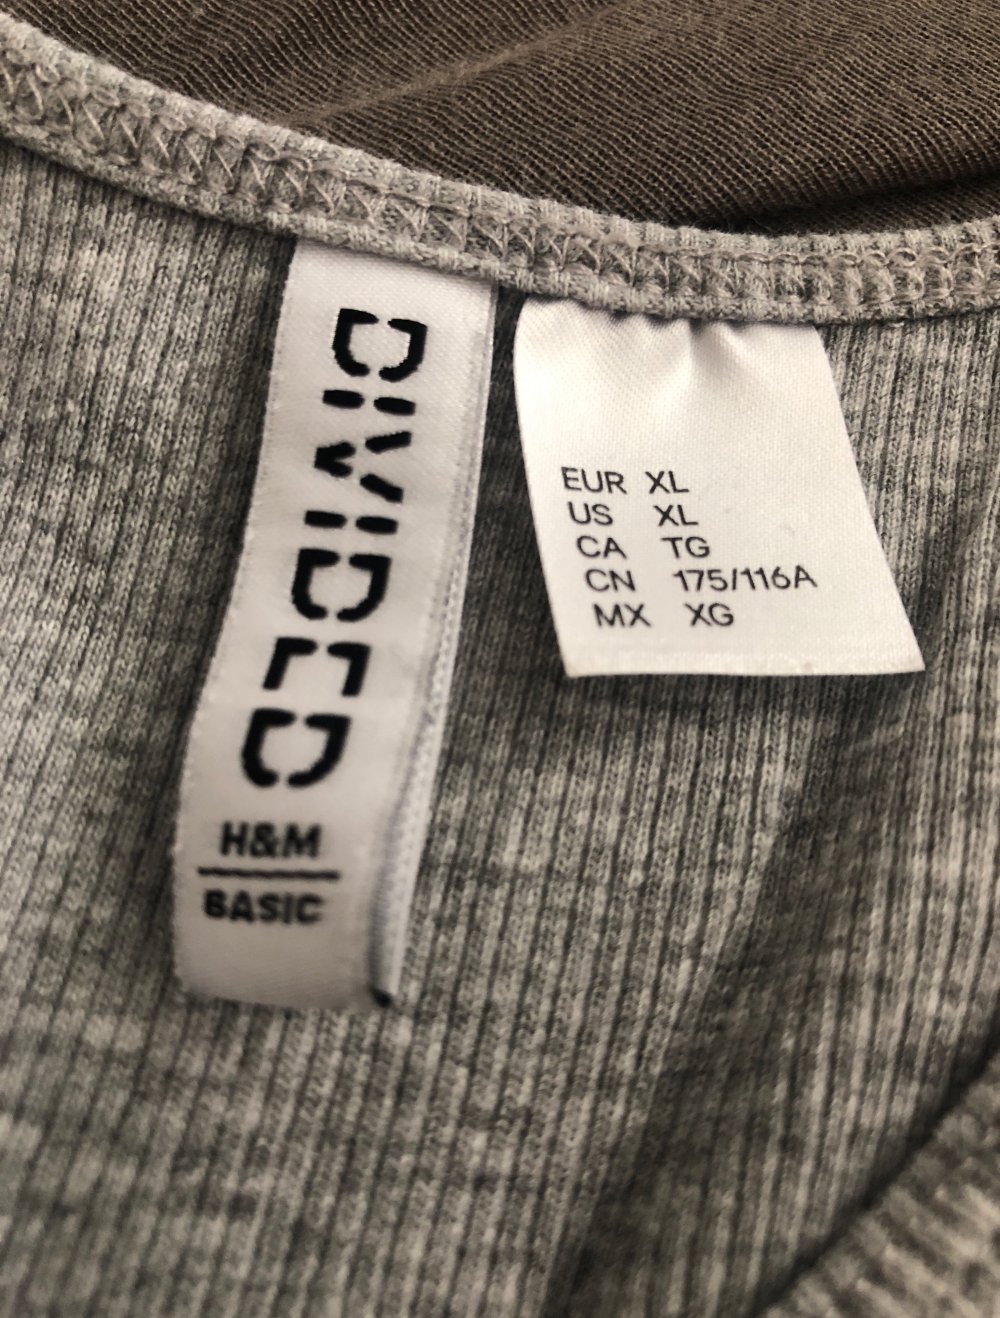 DIVIDED
H&M
BASIC
EUR XL
US XL
CA TG
CN 175/116A
MX XG